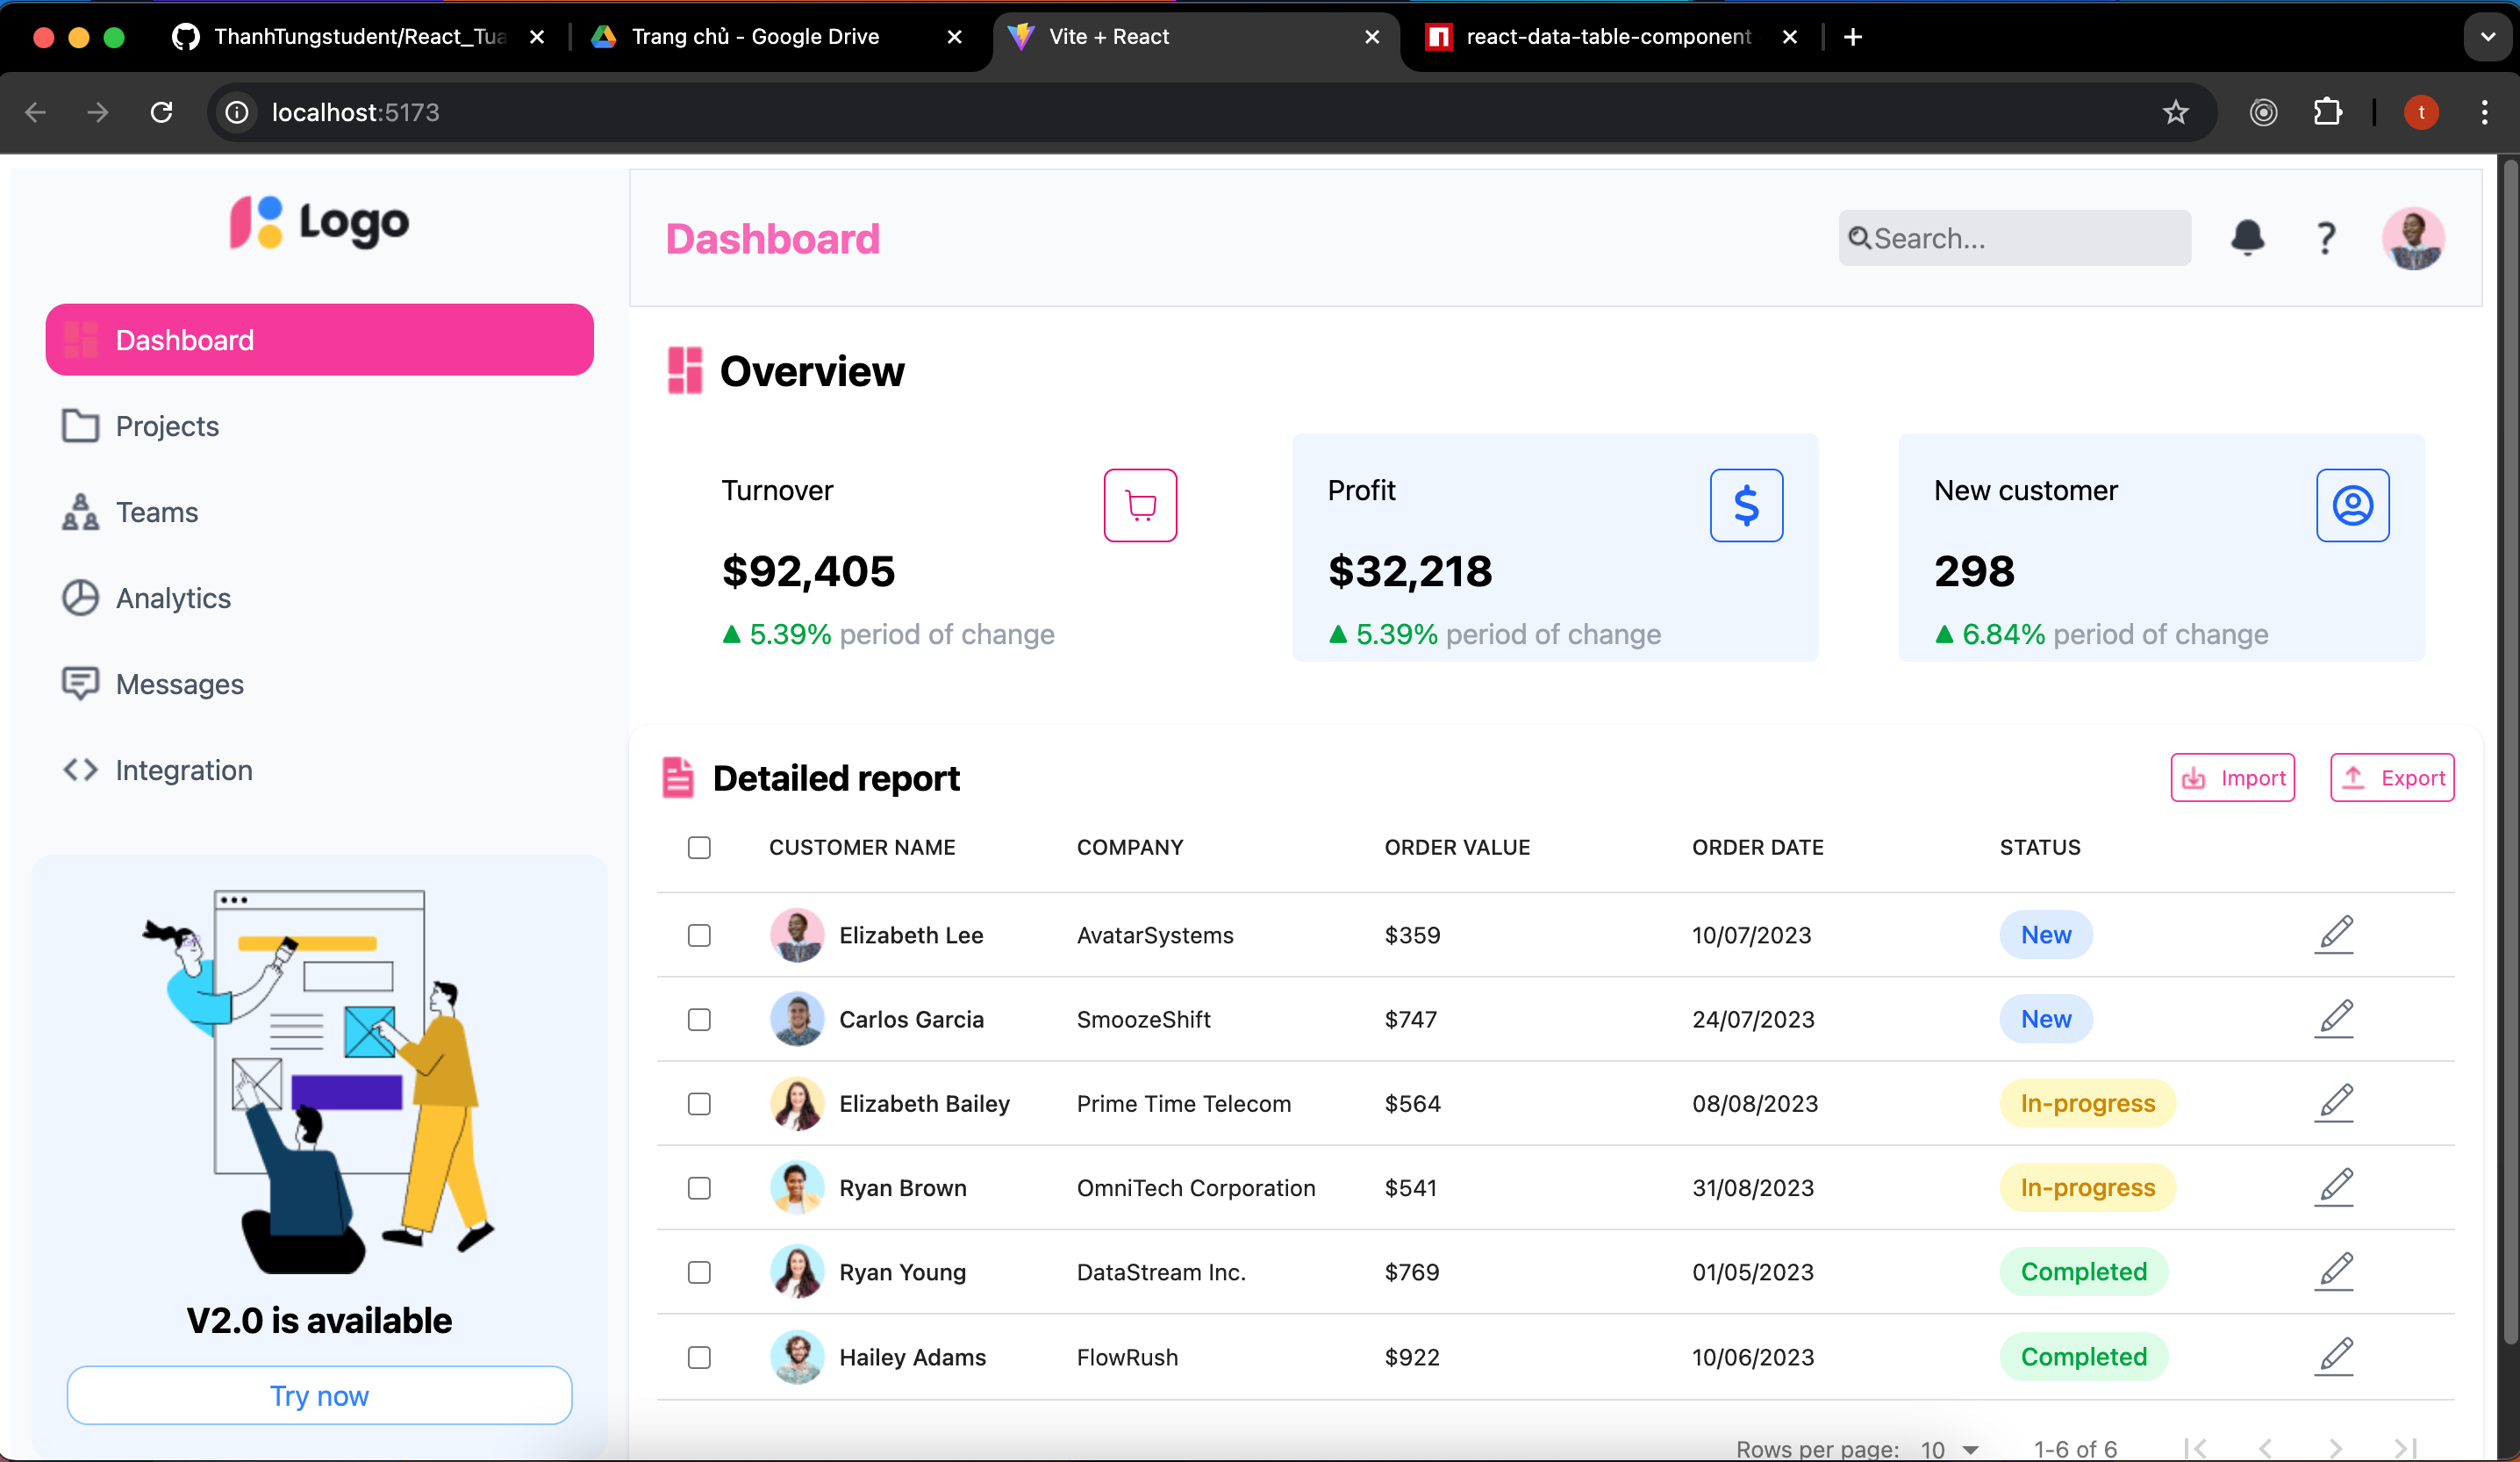 ThanhTungstudent/React_Tua
Trang chủ - Google Drive
Vite + React
react-data-table-component
localhost:5173
t
Logo
Dashboard
Search...
?
Dashboard
Projects
Teams
Analytics
Messages
Integration
V2.0 is available
Try now
Overview
Turnover
$92,405
▲ 5.39% period of change
Profit
$
$32,218
▲ 5.39% period of change
New customer
298
▲ 6.84% period of change
Detailed report
Import
Export
CUSTOMER NAME COMPANY ORDER VALUE ORDER DATE STATUS
Elizabeth Lee AvatarSystems $359 10/07/2023 New
Carlos Garcia SmoozeShift $747 24/07/2023 New
Elizabeth Bailey Prime Time Telecom $564 08/08/2023 In-progress
Ryan Brown OmniTech Corporation $541 31/08/2023 In-progress
Ryan Young DataStream Inc. $769 01/05/2023 Completed
Hailey Adams FlowRush $922 10/06/2023 Completed
Rows per page: 10 1-6 of 6